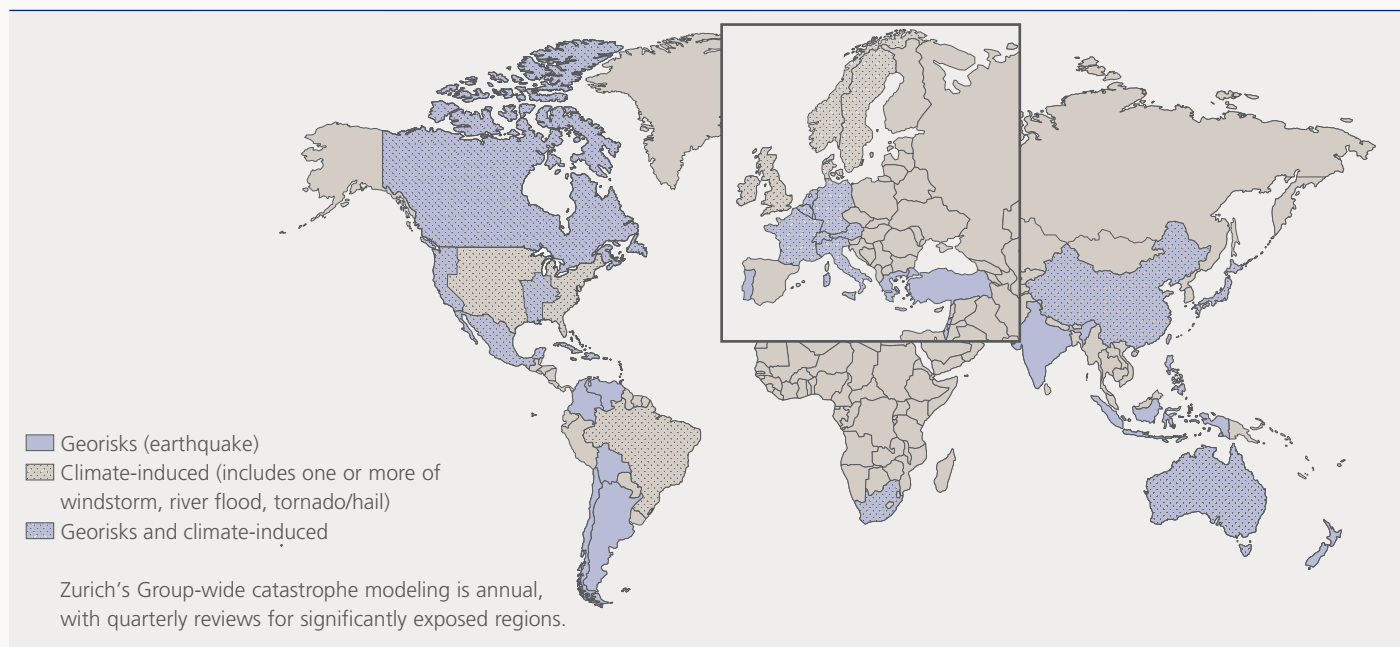 Georisks (earthquake)
Climate-induced (includes one or more of
windstorm, river flood, tornado/hail)
Georisks and climate-induced
Zurich’s Group-wide catastrophe modeling is annual,
with quarterly reviews for significantly exposed regions.